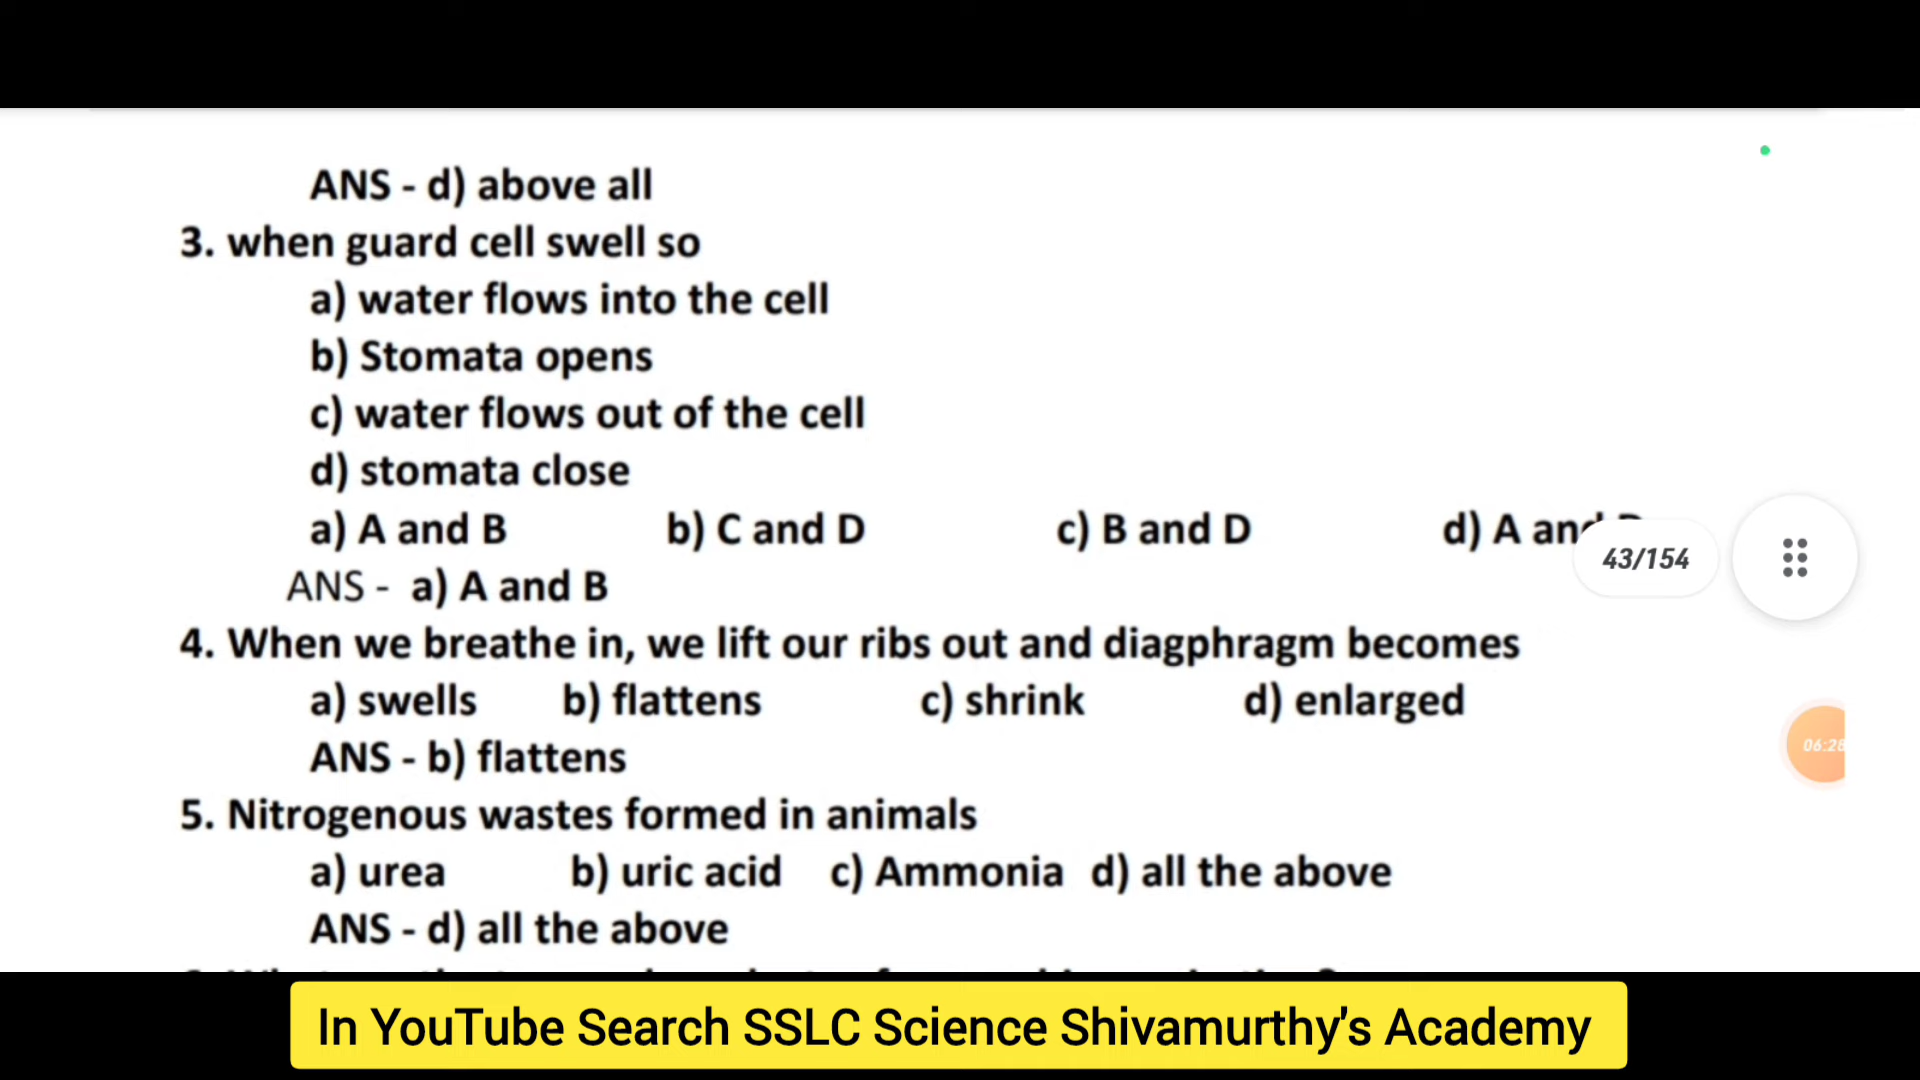 ANS - d) above all
3. when guard cell swell so
a) water flows into the cell
b) Stomata opens
c) water flows out of the cell
d) stomata close
a) A and B b) C and D c) B and D d) A and
43/154
ANS - a) A and B
4. When we breathe in, we lift our ribs out and diagphragm becomes
a) swells b) flattens c) shrink d) enlarged
06:28
ANS - b) flattens
5. Nitrogenous wastes formed in animals
a) urea b) uric acid c) Ammonia d) all the above
ANS - d) all the above
In YouTube Search SSLC Science Shivamurthy's Academy